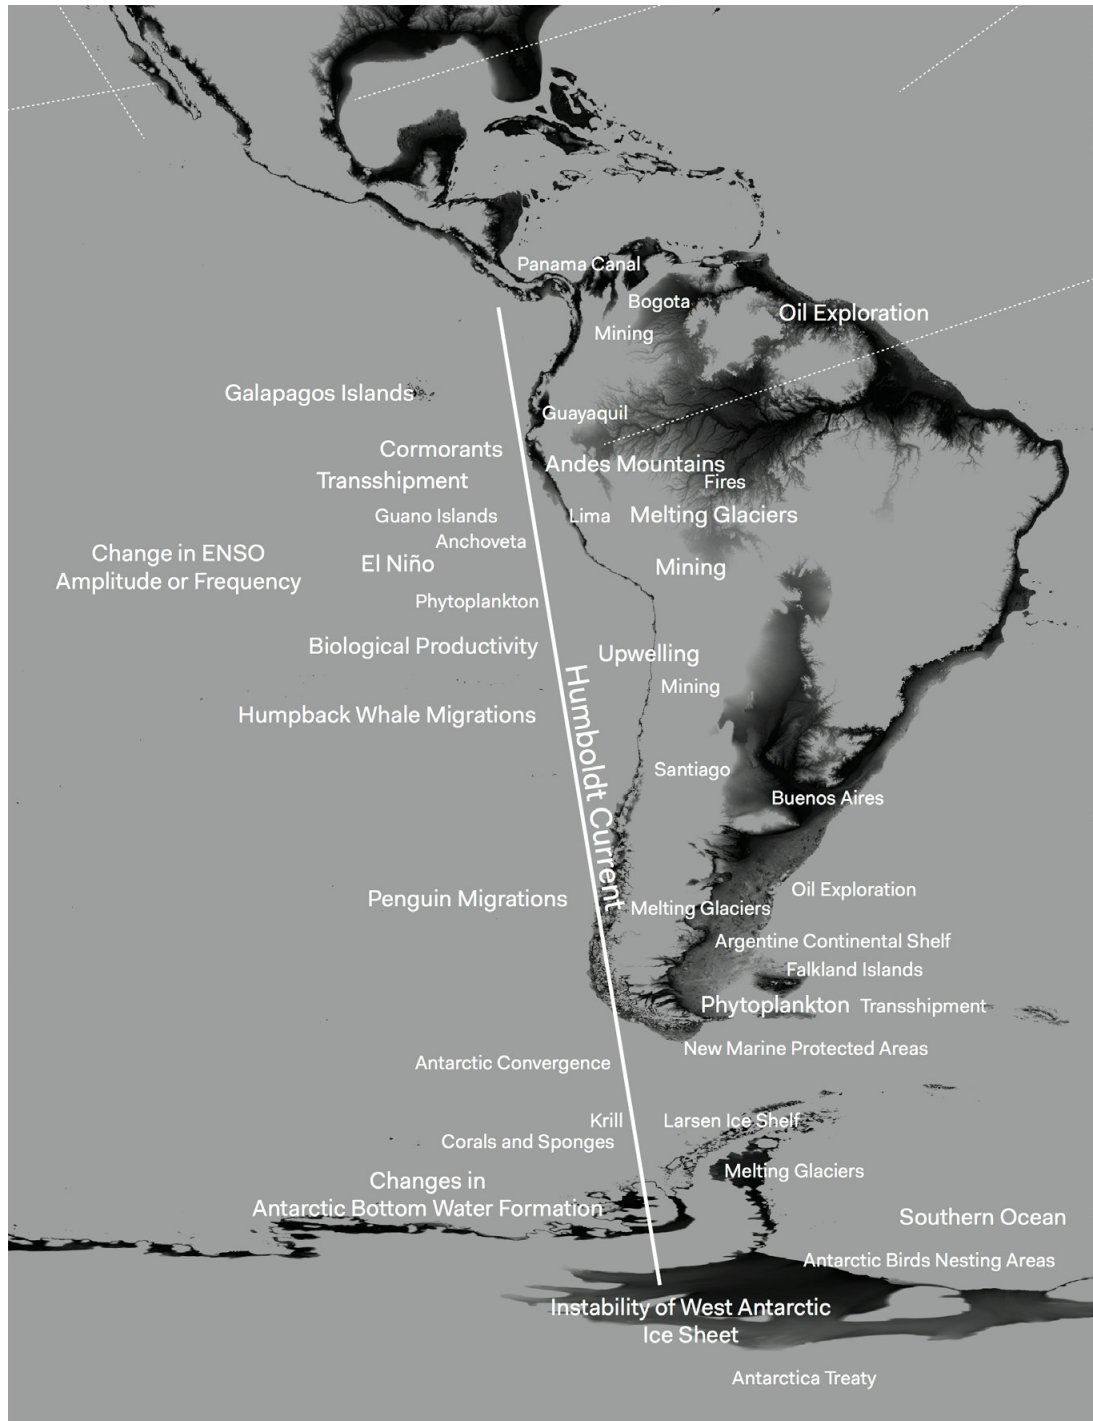 Panama Canal
Bogota
Oil Exploration
Mining
Galapagos Islands
Guayaquil
Cormorants
Andes Mountains
Transshipment
Fires
Guano Islands
Lima
Melting Glaciers
Anchoveta
Change in ENSO
Amplitude or Frequency
El Niño
Mining
Phytoplankton
Biological Productivity
Upwelling
Mining
Humboldt Current
Humpback Whale Migrations
Santiago
Buenos Aires
Penguin Migrations
Oil Exploration
Melting Glaciers
Argentine Continental Shelf
Falkland Islands
Phytoplankton
Transshipment
New Marine Protected Areas
Antarctic Convergence
Krill
Larsen Ice Shelf
Corals and Sponges
Melting Glaciers
Changes in
Antarctic Bottom Water Formation
Southern Ocean
Antarctic Birds Nesting Areas
Instability of West Antarctic
Ice Sheet
Antarctica Treaty